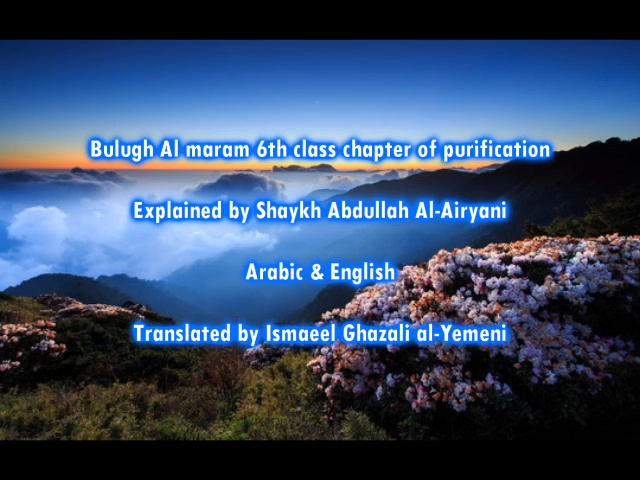 Bulugh Al maram 6th class chapter of purification
Explained by Shaykh Abdullah Al-Airyani
Arabic & English
Translated by Ismaeel Ghazali al-Yemeni